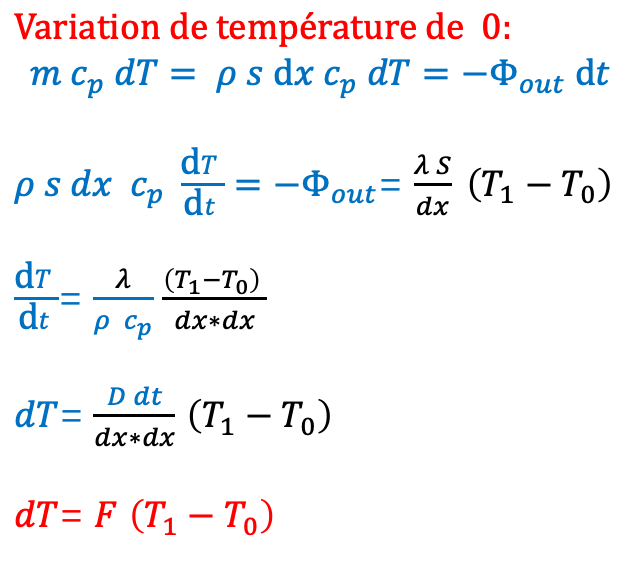 Variation de température de 0:
m c_p dT = ρ s dx c_p dT = −Φ_out dt
ρ s dx c_p dT/dt = −Φ_out = λ S/dx (T_1 − T_0)
dT/dt = λ/(ρ c_p) (T_1−T_0)/(dx∗dx)
dT = D dt/(dx∗dx) (T_1 − T_0)
dT = F (T_1 − T_0)